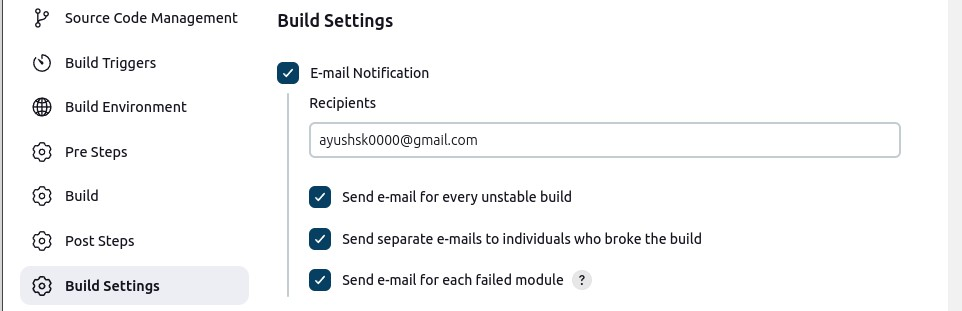 Source Code Management
Build Triggers
Build Environment
Pre Steps
Build
Post Steps
Build Settings
Build Settings
E-mail Notification
Recipients
ayushsk0000@gmail.com
Send e-mail for every unstable build
Send separate e-mails to individuals who broke the build
Send e-mail for each failed module ?